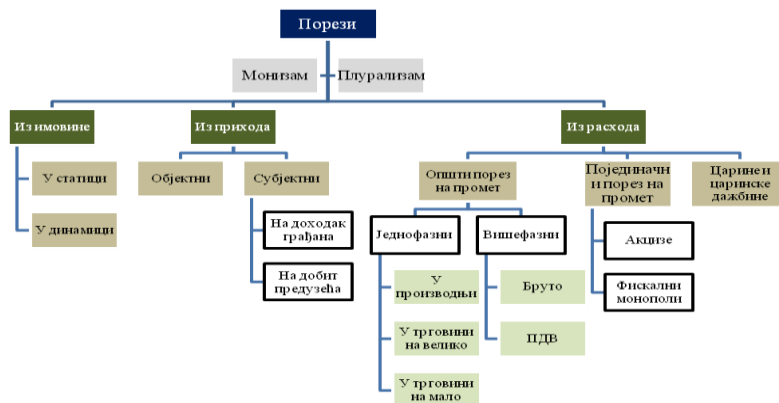 Порези
Монизам
Плурализам
Из имовине
Из прихода
Из расхода
У статици
У динамици
Објектни
Субјектни
На доходак
грађана
На добит
предузећа
Општи порез
на промет
Појединачн
и порез на
промет
Царине и
царинске
дажбине
Једнофазни
Вишефазни
Акцизе
Фискални
монополи
У
производњи
У трговини
на велико
У трговини
на мало
Бруто
ПДВ